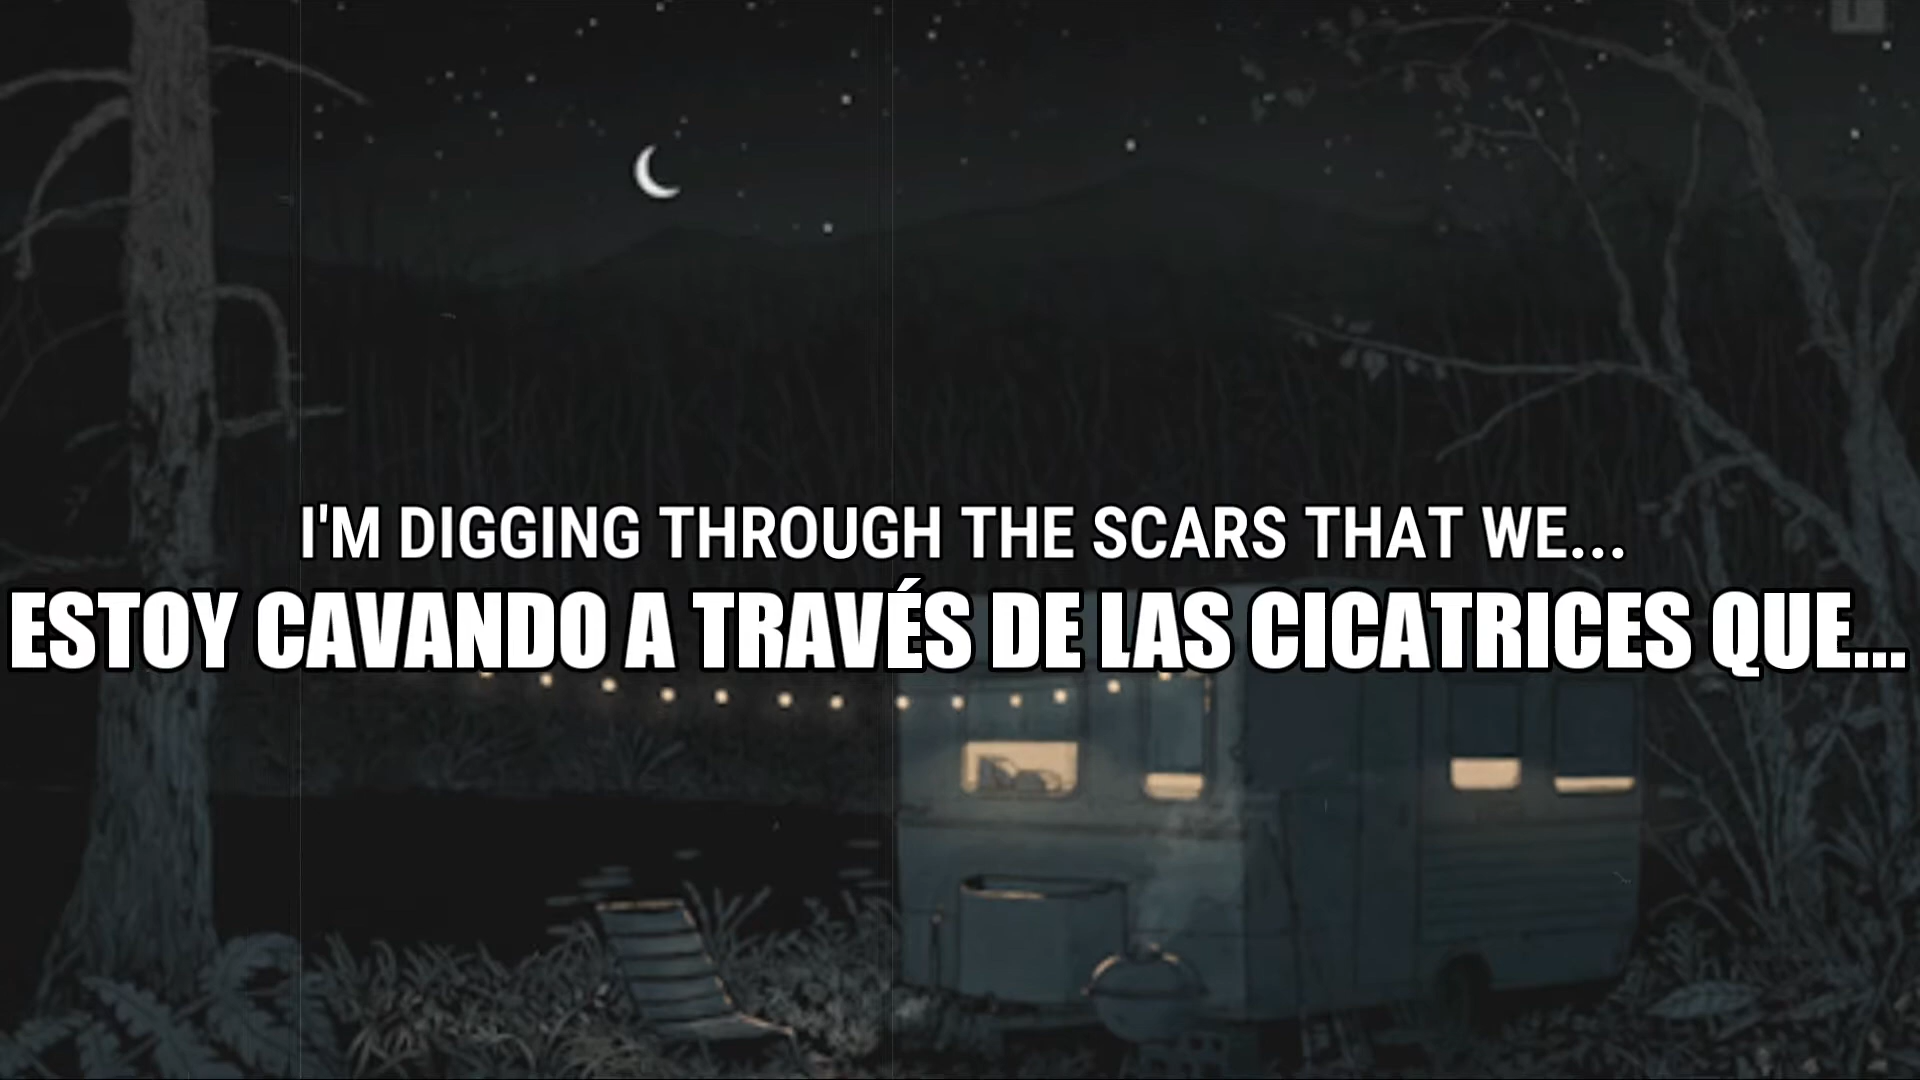 I'M DIGGING THROUGH THE SCARS THAT WE...
ESTOY CAVANDO A TRAVÉS DE LAS CICATRICES QUE...